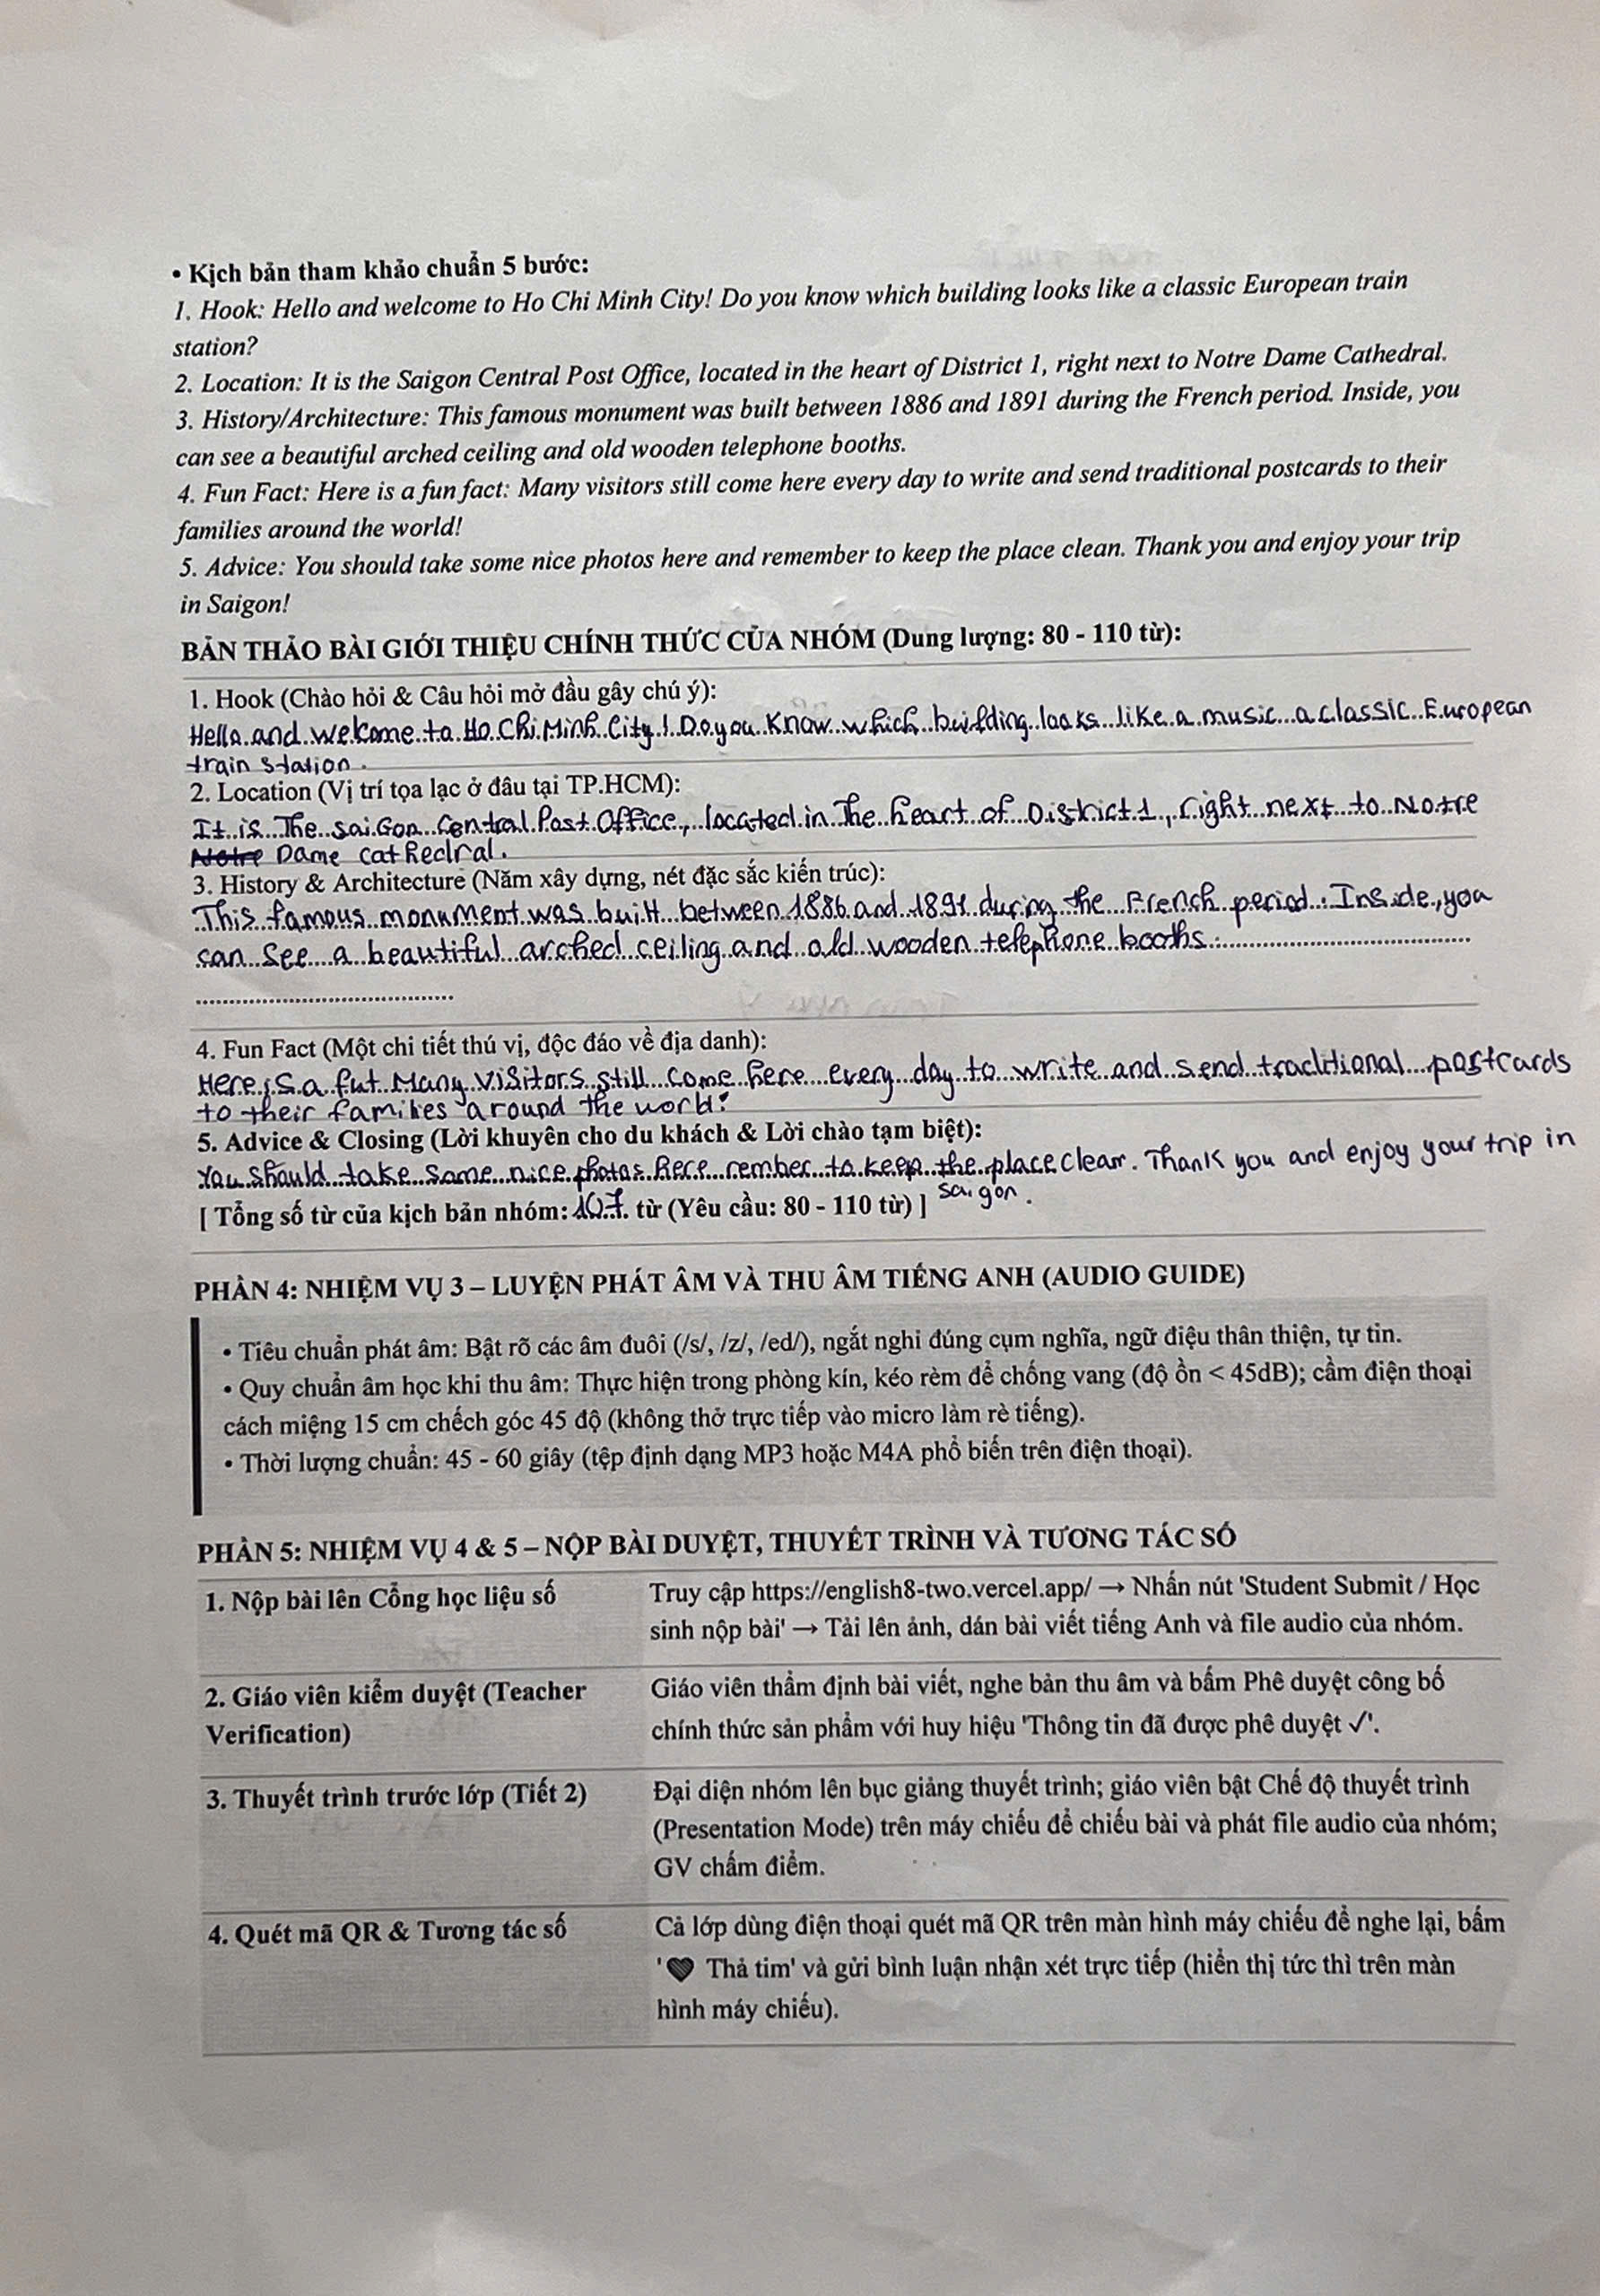 • Kịch bản tham khảo chuẩn 5 bước:
1. Hook: Hello and welcome to Ho Chi Minh City! Do you know which building looks like a classic European train
station?
2. Location: It is the Saigon Central Post Office, located in the heart of District 1, right next to Notre Dame Cathedral.
3. History/Architecture: This famous monument was built between 1886 and 1891 during the French period. Inside, you
can see a beautiful arched ceiling and old wooden telephone booths.
4. Fun Fact: Here is a fun fact: Many visitors still come here every day to write and send traditional postcards to their
families around the world!
5. Advice: You should take some nice photos here and remember to keep the place clean. Thank you and enjoy your trip
in Saigon!
BẢN THẢO BÀI GIỚI THIỆU CHÍNH THỨC CỦA NHÓM (Dung lượng: 80 - 110 từ):
1. Hook (Chào hỏi & Câu hỏi mở đầu gây chú ý):
Hello and welcome to Ho Chi Minh City! Do you Know which building looks like a music a classic European
train station.
2. Location (Vị trí tọa lạc ở đâu tại TP.HCM):
It is The saiGon Central Post Office, located in The heart of District 1, right next to Notre
Notre Dame cathedral.
3. History & Architecture (Năm xây dựng, nét đặc sắc kiến trúc):
This famous monument was built between 1886 and 1891 during the French period. Inside, you
can see a beautiful arched ceiling and old wooden telephone booths
4. Fun Fact (Một chi tiết thú vị, độc đáo về địa danh):
Here is a fut Many visitors still come here every day to write and send traditional postcards
to their families around the world!
5. Advice & Closing (Lời khuyên cho du khách & Lời chào tạm biệt):
You should take some nice photos here rember to keep the place clean. Thank you and enjoy your trip in
saigon.
[ Tổng số từ của kịch bản nhóm: 107 từ (Yêu cầu: 80 - 110 từ) ]
PHẦN 4: NHIỆM VỤ 3 – LUYỆN PHÁT ÂM VÀ THU ÂM TIẾNG ANH (AUDIO GUIDE)
• Tiêu chuẩn phát âm: Bật rõ các âm đuôi (/s/, /z/, /ed/), ngắt nghỉ đúng cụm nghĩa, ngữ điệu thân thiện, tự tin.
• Quy chuẩn âm học khi thu âm: Thực hiện trong phòng kín, kéo rèm để chống vang (độ ồn < 45dB); cầm điện thoại
cách miệng 15 cm chếch góc 45 độ (không thở trực tiếp vào micro làm rè tiếng).
• Thời lượng chuẩn: 45 - 60 giây (tệp định dạng MP3 hoặc M4A phổ biến trên điện thoại).
PHẦN 5: NHIỆM VỤ 4 & 5 – NỘP BÀI DUYỆT, THUYẾT TRÌNH VÀ TƯƠNG TÁC SỐ
1. Nộp bài lên Cổng học liệu số
Truy cập https://english8-two.vercel.app/ → Nhấn nút 'Student Submit / Học
sinh nộp bài' → Tải lên ảnh, dán bài viết tiếng Anh và file audio của nhóm.
2. Giáo viên kiểm duyệt (Teacher
Verification)
Giáo viên thẩm định bài viết, nghe bản thu âm và bấm Phê duyệt công bố
chính thức sản phẩm với huy hiệu 'Thông tin đã được phê duyệt ✓'.
3. Thuyết trình trước lớp (Tiết 2)
Đại diện nhóm lên bục giảng thuyết trình; giáo viên bật Chế độ thuyết trình
(Presentation Mode) trên máy chiếu để chiếu bài và phát file audio của nhóm;
GV chấm điểm.
4. Quét mã QR & Tương tác số
Cả lớp dùng điện thoại quét mã QR trên màn hình máy chiếu để nghe lại, bấm
'♥ Thả tim' và gửi bình luận nhận xét trực tiếp (hiển thị tức thì trên màn
hình máy chiếu).